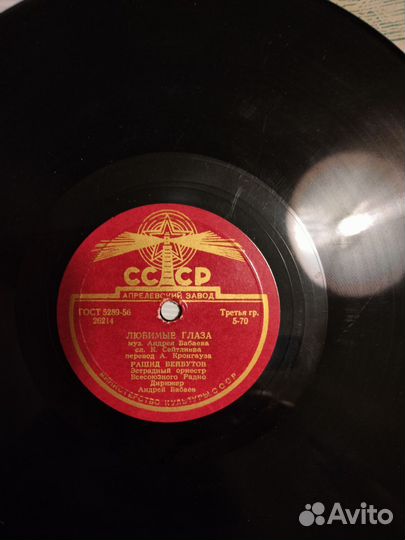 СССР
АПРЕЛЕВСКИЙ ЗАВОД
ГОСТ 5289-56
26214
Третья гр.
5-70
ЛЮБИМЫЕ ГЛАЗА
муз. Андрея Бабаева
сл. К. Сейтлиева
перевод А. Кронгауза
РАШИД БЕЙБУТОВ
Эстрадный оркестр
Всесоюзного Радио
Дирижер
Андрей Бабаев
МИНИСТЕРСТВО КУЛЬТУРЫ СССР
Avito